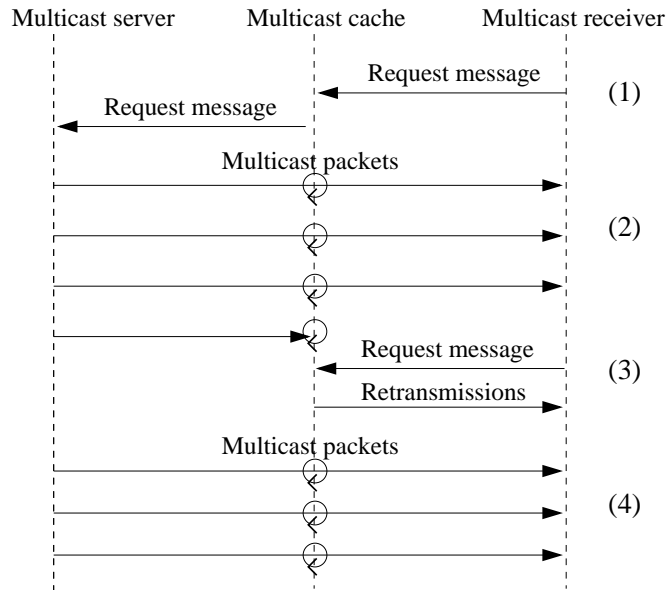 Multicast server
Multicast cache
Multicast receiver
Request message
(1)
Request message
Multicast packets
(2)
Request message
(3)
Retransmissions
Multicast packets
(4)